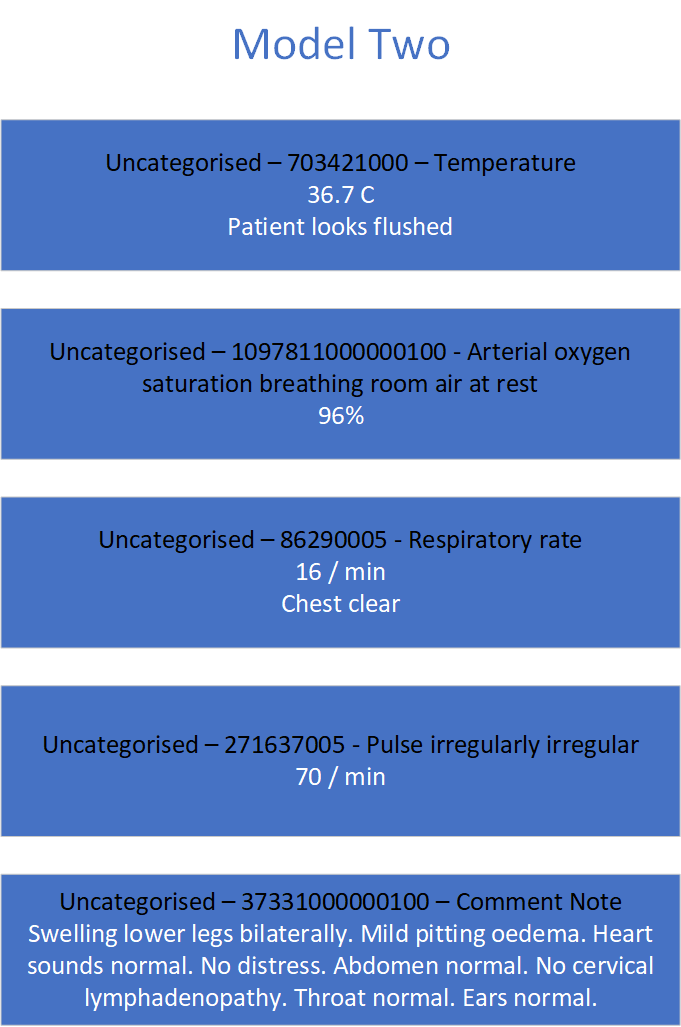 Model Two
Uncategorised – 703421000 – Temperature
36.7 C
Patient looks flushed
Uncategorised – 1097811000000100 - Arterial oxygen
saturation breathing room air at rest
96%
Uncategorised – 86290005 - Respiratory rate
16 / min
Chest clear
Uncategorised – 271637005 - Pulse irregularly irregular
70 / min
Uncategorised – 37331000000100 – Comment Note
Swelling lower legs bilaterally. Mild pitting oedema. Heart
sounds normal. No distress. Abdomen normal. No cervical
lymphadenopathy. Throat normal. Ears normal.